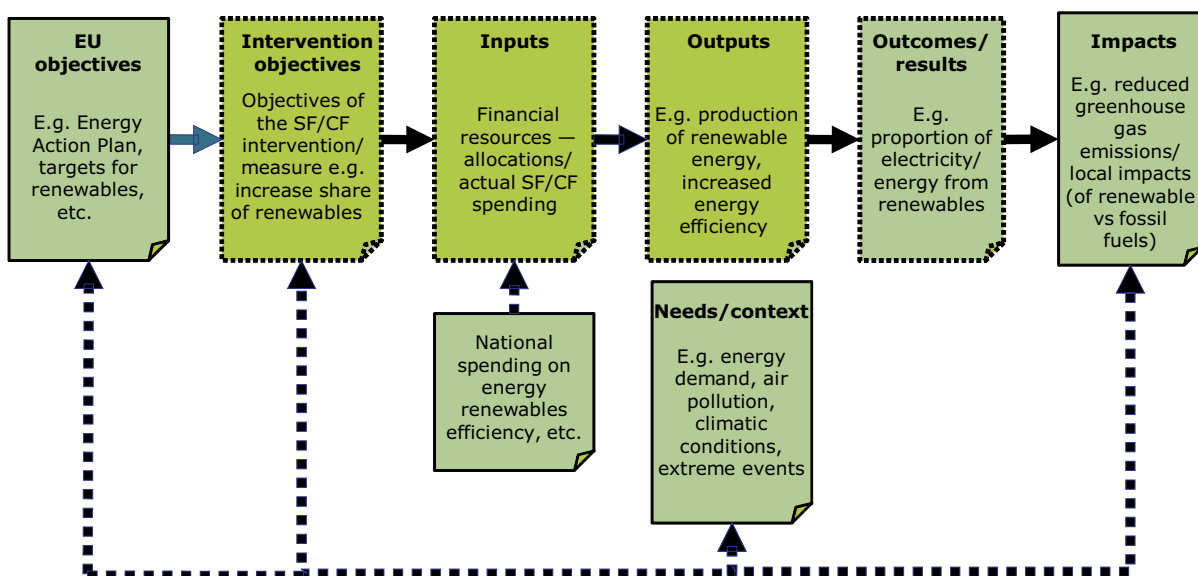 EU
objectives
E.g. Energy
Action Plan,
targets for
renewables,
etc.
Intervention
objectives
Objectives of
the SF/CF
intervention/
measure e.g.
increase share
of renewables
Inputs
Financial
resources —
allocations/
actual SF/CF
spending
Outputs
E.g. production
of renewable
energy,
increased
energy
efficiency
Outcomes/
results
E.g.
proportion of
electricity/
energy from
renewables
Impacts
E.g. reduced
greenhouse
gas
emissions/
local impacts
(of renewable
vs fossil
fuels)
National
spending on
energy
renewables
efficiency, etc.
Needs/context
E.g. energy
demand, air
pollution,
climatic
conditions,
extreme events